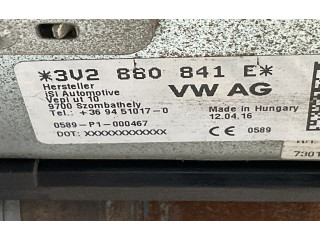 *3V2 880 841 E*
Hersteller
iSi Automotive
Vepi ut 10
9700 Szombathely
Tel.: +36 94 51017-0
VW AG
Made in Hungary
12.04.16
0589-P1-000467
CE 0589
DOT: XXXXXXXXXXXX